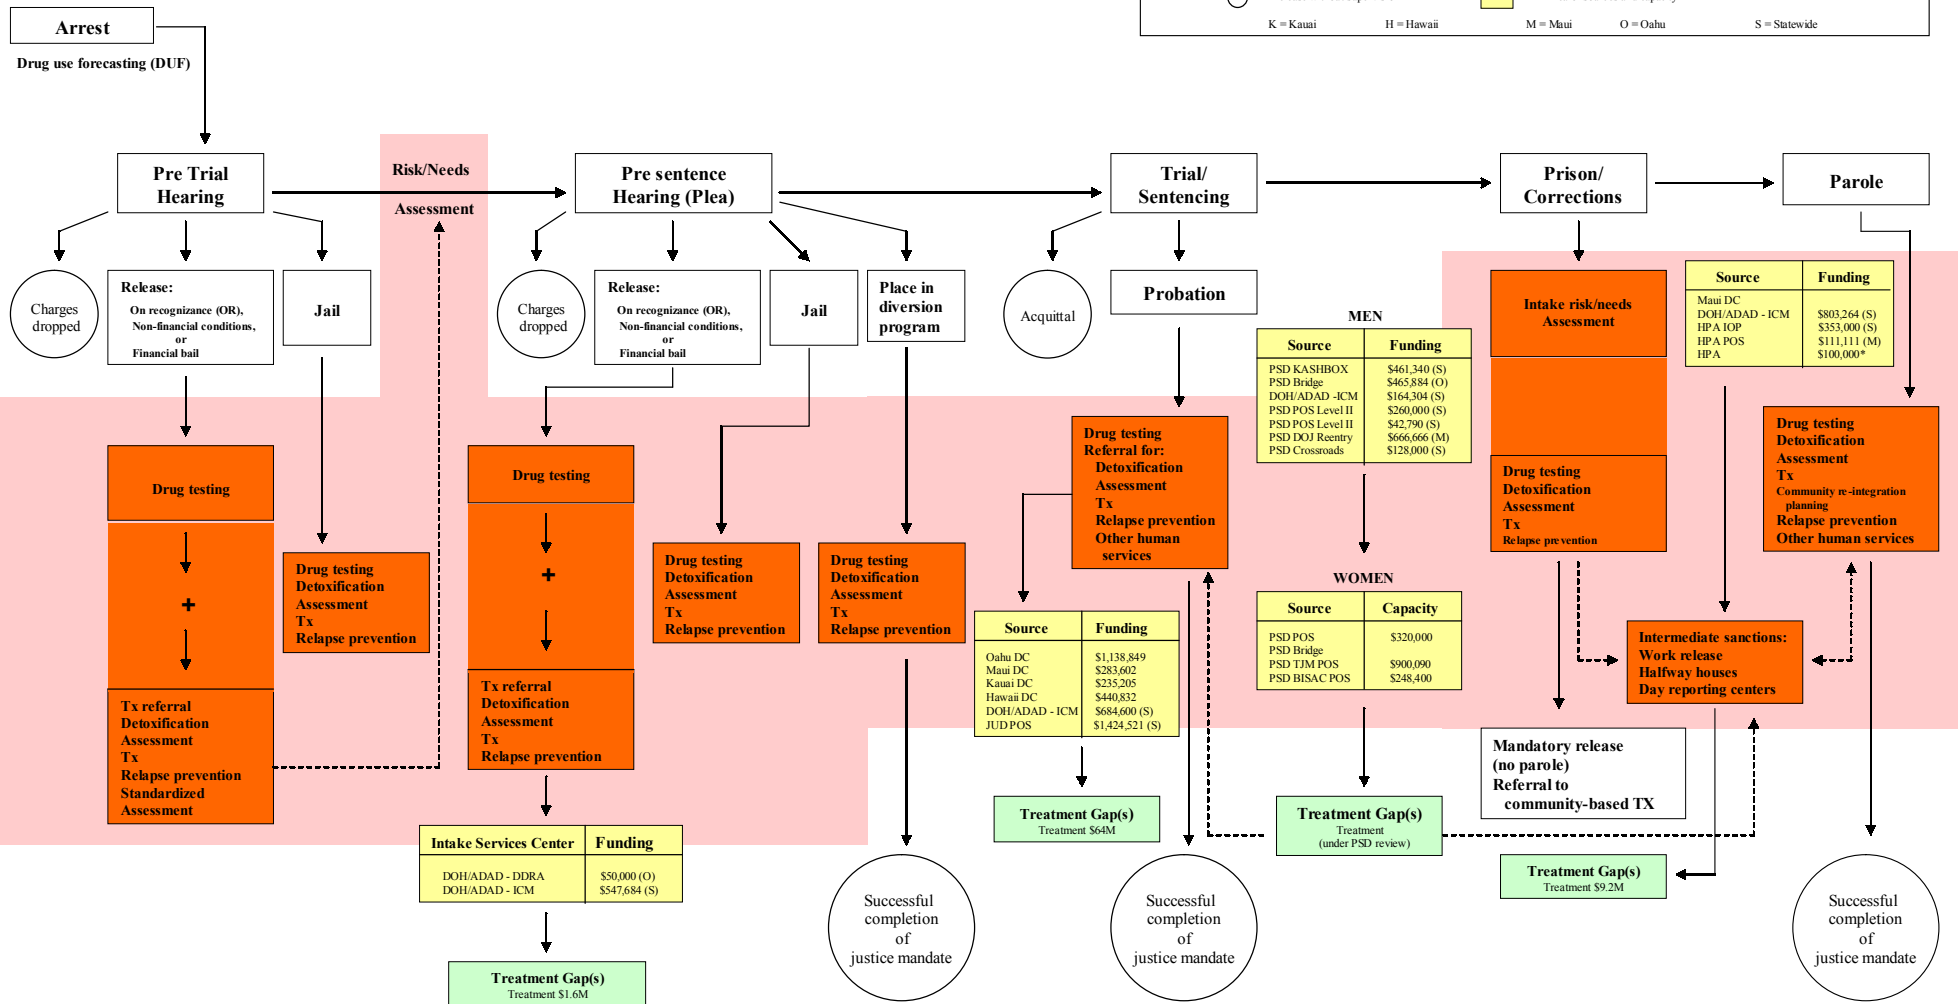 K = Kauai H = Hawaii M = Maui O = Oahu S = Statewide
Arrest
Drug use forecasting (DUF)
Pre Trial
Hearing
Risk/Needs
Assessment
Pre sentence
Hearing (Plea)
Trial/
Sentencing
Prison/
Corrections
Parole
Charges
dropped
Release:
On recognizance (OR),
Non-financial conditions,
or
Financial bail
Jail
Charges
dropped
Release:
On recognizance (OR),
Non-financial conditions,
or
Financial bail
Jail
Place in
diversion
program
Acquittal
Probation
MEN
Source Funding
PSD KASHBOX $461,340 (S)
PSD Bridge $465,884 (O)
DOH/ADAD -ICM $164,304 (S)
PSD POS Level II $260,000 (S)
PSD POS Level II $42,790 (S)
PSD DOJ Reentry $666,666 (M)
PSD Crossroads $128,000 (S)
Intake risk/needs
Assessment
Source Funding
Maui DC
DOH/ADAD - ICM $803,264 (S)
HPA IOP $353,000 (S)
HPA POS $111,111 (M)
HPA $100,000*
Drug testing
Drug testing
Detoxification
Assessment
Tx
Relapse prevention
+
Tx referral
Detoxification
Assessment
Tx
Relapse prevention
Standardized
Assessment
Drug testing
+
Tx referral
Detoxification
Assessment
Tx
Relapse prevention
Drug testing
Detoxification
Assessment
Tx
Relapse prevention
Drug testing
Detoxification
Assessment
Tx
Relapse prevention
Drug testing
Referral for:
Detoxification
Assessment
Tx
Relapse prevention
Other human
services
Drug testing
Detoxification
Assessment
Tx
Relapse prevention
Drug testing
Detoxification
Assessment
Tx
Community re-integration
planning
Relapse prevention
Other human services
WOMEN
Source Capacity
PSD POS $320,000
PSD Bridge
PSD TJM POS $900,090
PSD BISAC POS $248,400
Source Funding
Oahu DC $1,138,849
Maui DC $283,602
Kauai DC $235,205
Hawaii DC $440,832
DOH/ADAD - ICM $684,600 (S)
JUD POS $1,424,521 (S)
Intermediate sanctions:
Work release
Halfway houses
Day reporting centers
Mandatory release
(no parole)
Referral to
community-based TX
Treatment Gap(s)
Treatment $64M
Treatment Gap(s)
Treatment
(under PSD review)
Intake Services Center Funding
DOH/ADAD - DDRA $50,000 (O)
DOH/ADAD - ICM $547,684 (S)
Treatment Gap(s)
Treatment $9.2M
Successful
completion
of
justice mandate
Successful
completion
of
justice mandate
Successful
completion
of
justice mandate
Treatment Gap(s)
Treatment $1.6M